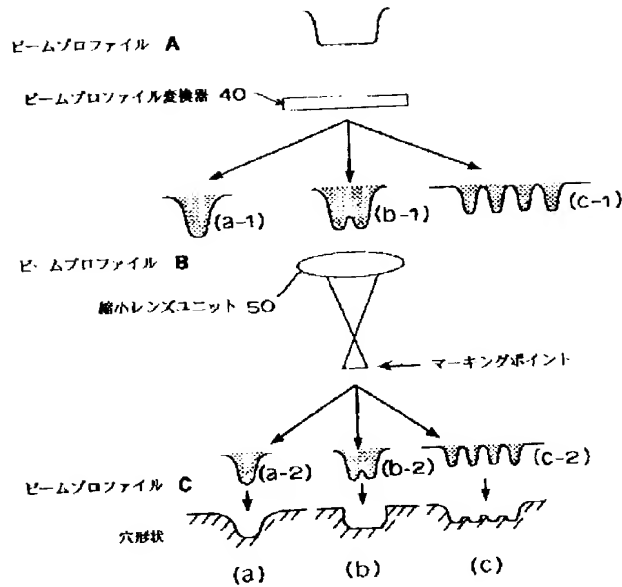 ビームプロファイル A
ビームプロファイル変換器 40
(a-1)
(b-1)
(c-1)
ビームプロファイル B
縮小レンズユニット 50
マーキングポイント
(a-2)
(b-2)
(c-2)
ビームプロファイル C
穴形状
(a)
(b)
(c)